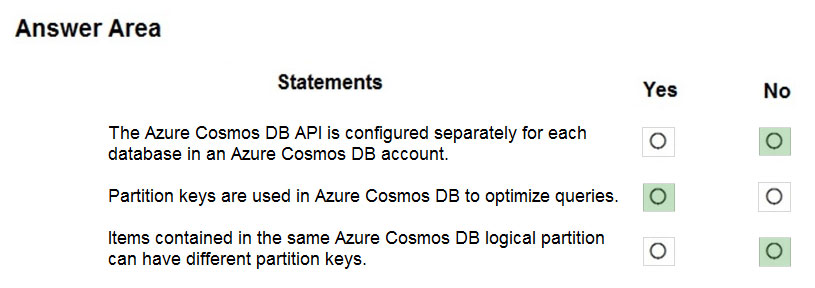 Answer Area
Statements Yes No
The Azure Cosmos DB API is configured separately for each
database in an Azure Cosmos DB account.
Partition keys are used in Azure Cosmos DB to optimize queries.
Items contained in the same Azure Cosmos DB logical partition
can have different partition keys.